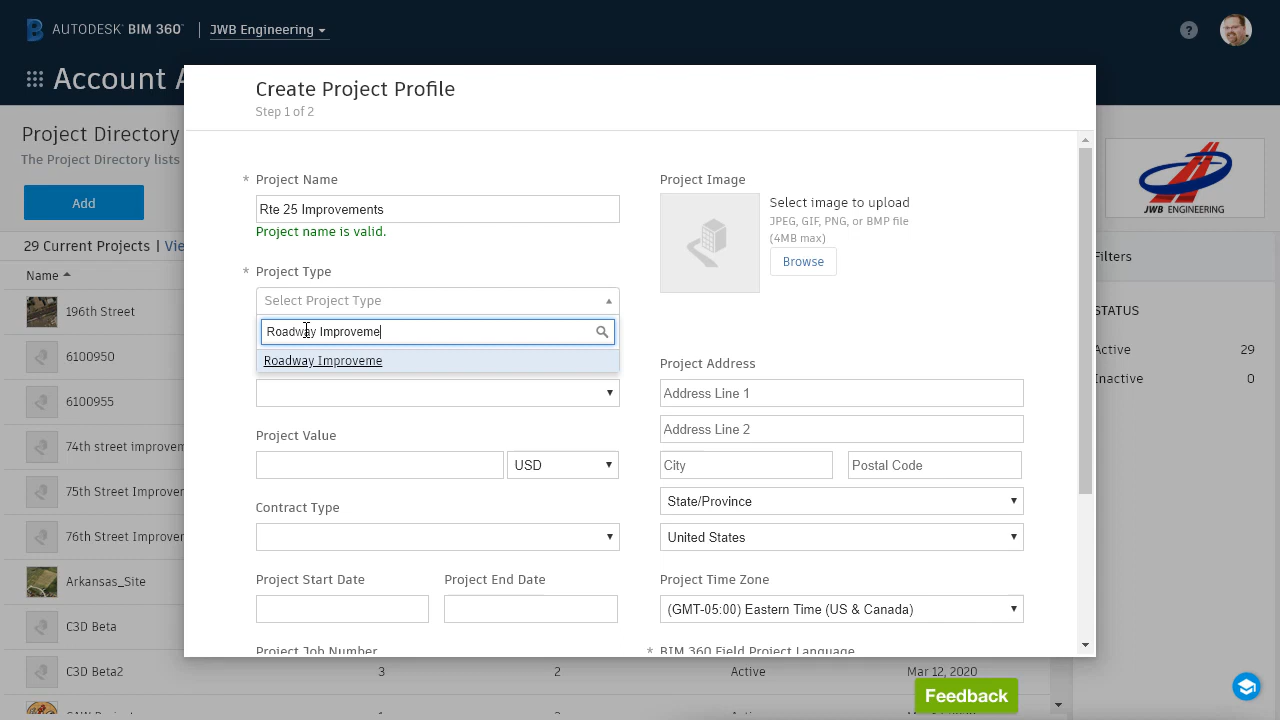 AUTODESK® BIM 360°
JWB Engineering
Account A
Project Directory
The Project Directory lists
Add
29 Current Projects | Vie
Name
196th Street
6100950
6100955
74th street improvem
75th Street Improver
76th Street Improver
Arkansas_Site
C3D Beta
C3D Beta2
3
2
Active
Mar 12, 2020
Create Project Profile
Step 1 of 2
* Project Name
Rte 25 Improvements
Project name is valid.
* Project Type
Select Project Type
Roadway Improveme
Roadway Improveme
Project Value
USD
Contract Type
Project Start Date
Project End Date
Project Job Number
Project Image
Select image to upload
JPEG, GIF, PNG, or BMP file
(4MB max)
Browse
Project Address
Address Line 1
Address Line 2
City
Postal Code
State/Province
United States
Project Time Zone
(GMT-05:00) Eastern Time (US & Canada)
* BIM 360 Field Project Language
JWB ENGINEERING
Filters
STATUS
Active 29
Inactive 0
Feedback